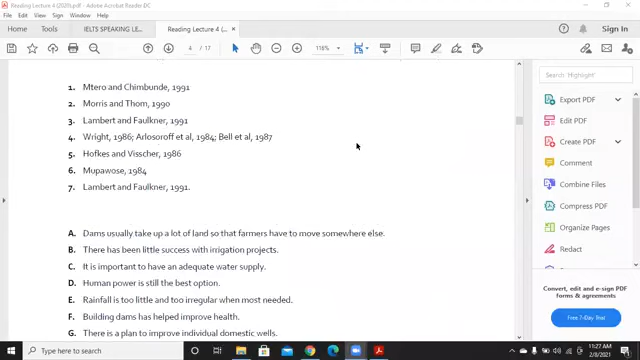 Reading Lecture 4 (2020).pdf - Adobe Acrobat Reader DC
File Edit View Sign Window Help
Home Tools IELTS SPEAKING LEC... Reading Lecture 4 (... × Sign In
4 / 17 116%
1. Mtero and Chimbunde, 1991
2. Morris and Thom, 1990
3. Lambert and Faulkner, 1991
4. Wright, 1986; Arlosoroff et al, 1984; Bell et al, 1987
5. Hofkes and Visscher, 1986
6. Mupawose, 1984
7. Lambert and Faulkner, 1991.
A. Dams usually take up a lot of land so that farmers have to move somewhere else.
B. There has been little success with irrigation projects.
C. It is important to have an adequate water supply.
D. Human power is still the best option.
E. Rainfall is too little and too irregular when most needed.
F. Building dams has helped improve health.
G. There is a plan to improve individual domestic wells.
Search 'Highlight'
Export PDF
Edit PDF
Create PDF
Comment
Combine Files
Compress PDF
Organize Pages
Redact
Convert, edit and e-sign PDF
forms & agreements
Free 7-Day Trial
Type here to search
11:27 AM
2/8/2021